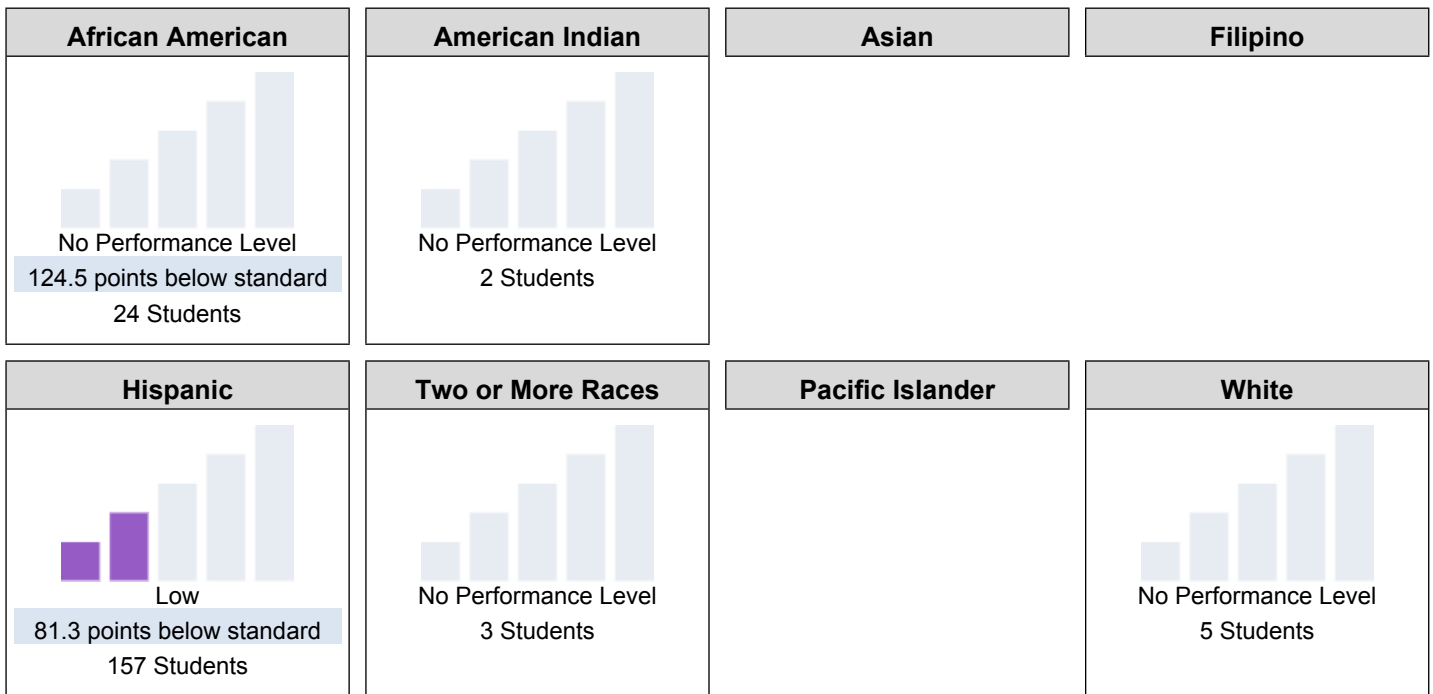 African American
No Performance Level
124.5 points below standard
24 Students
American Indian
No Performance Level
2 Students
Asian
Filipino
Hispanic
Low
81.3 points below standard
157 Students
Two or More Races
No Performance Level
3 Students
Pacific Islander
White
No Performance Level
5 Students